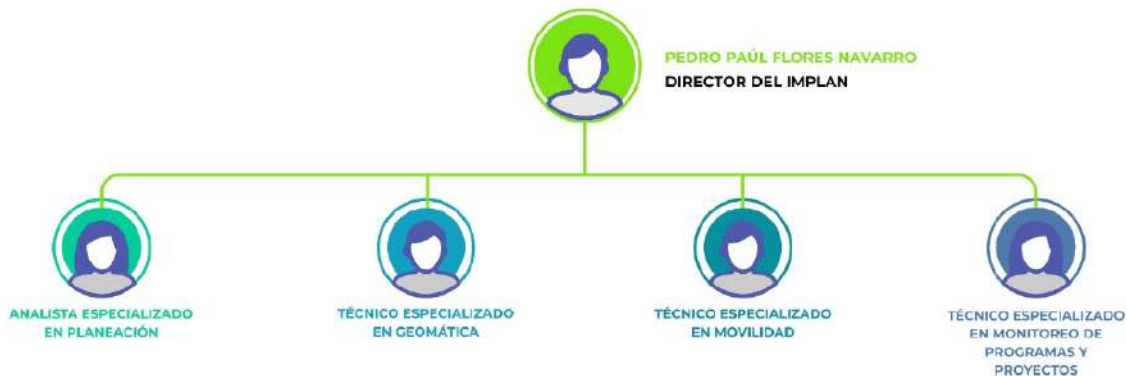 PEDRO PAÚL FLORES NAVARRO
DIRECTOR DEL IMPLAN
ANALISTA ESPECIALIZADO
EN PLANEACIÓN
TÉCNICO ESPECIALIZADO
EN GEOMÁTICA
TÉCNICO ESPECIALIZADO
EN MOVILIDAD
TÉCNICO ESPECIALIZADO
EN MONITOREO DE
PROGRAMAS Y
PROYECTOS